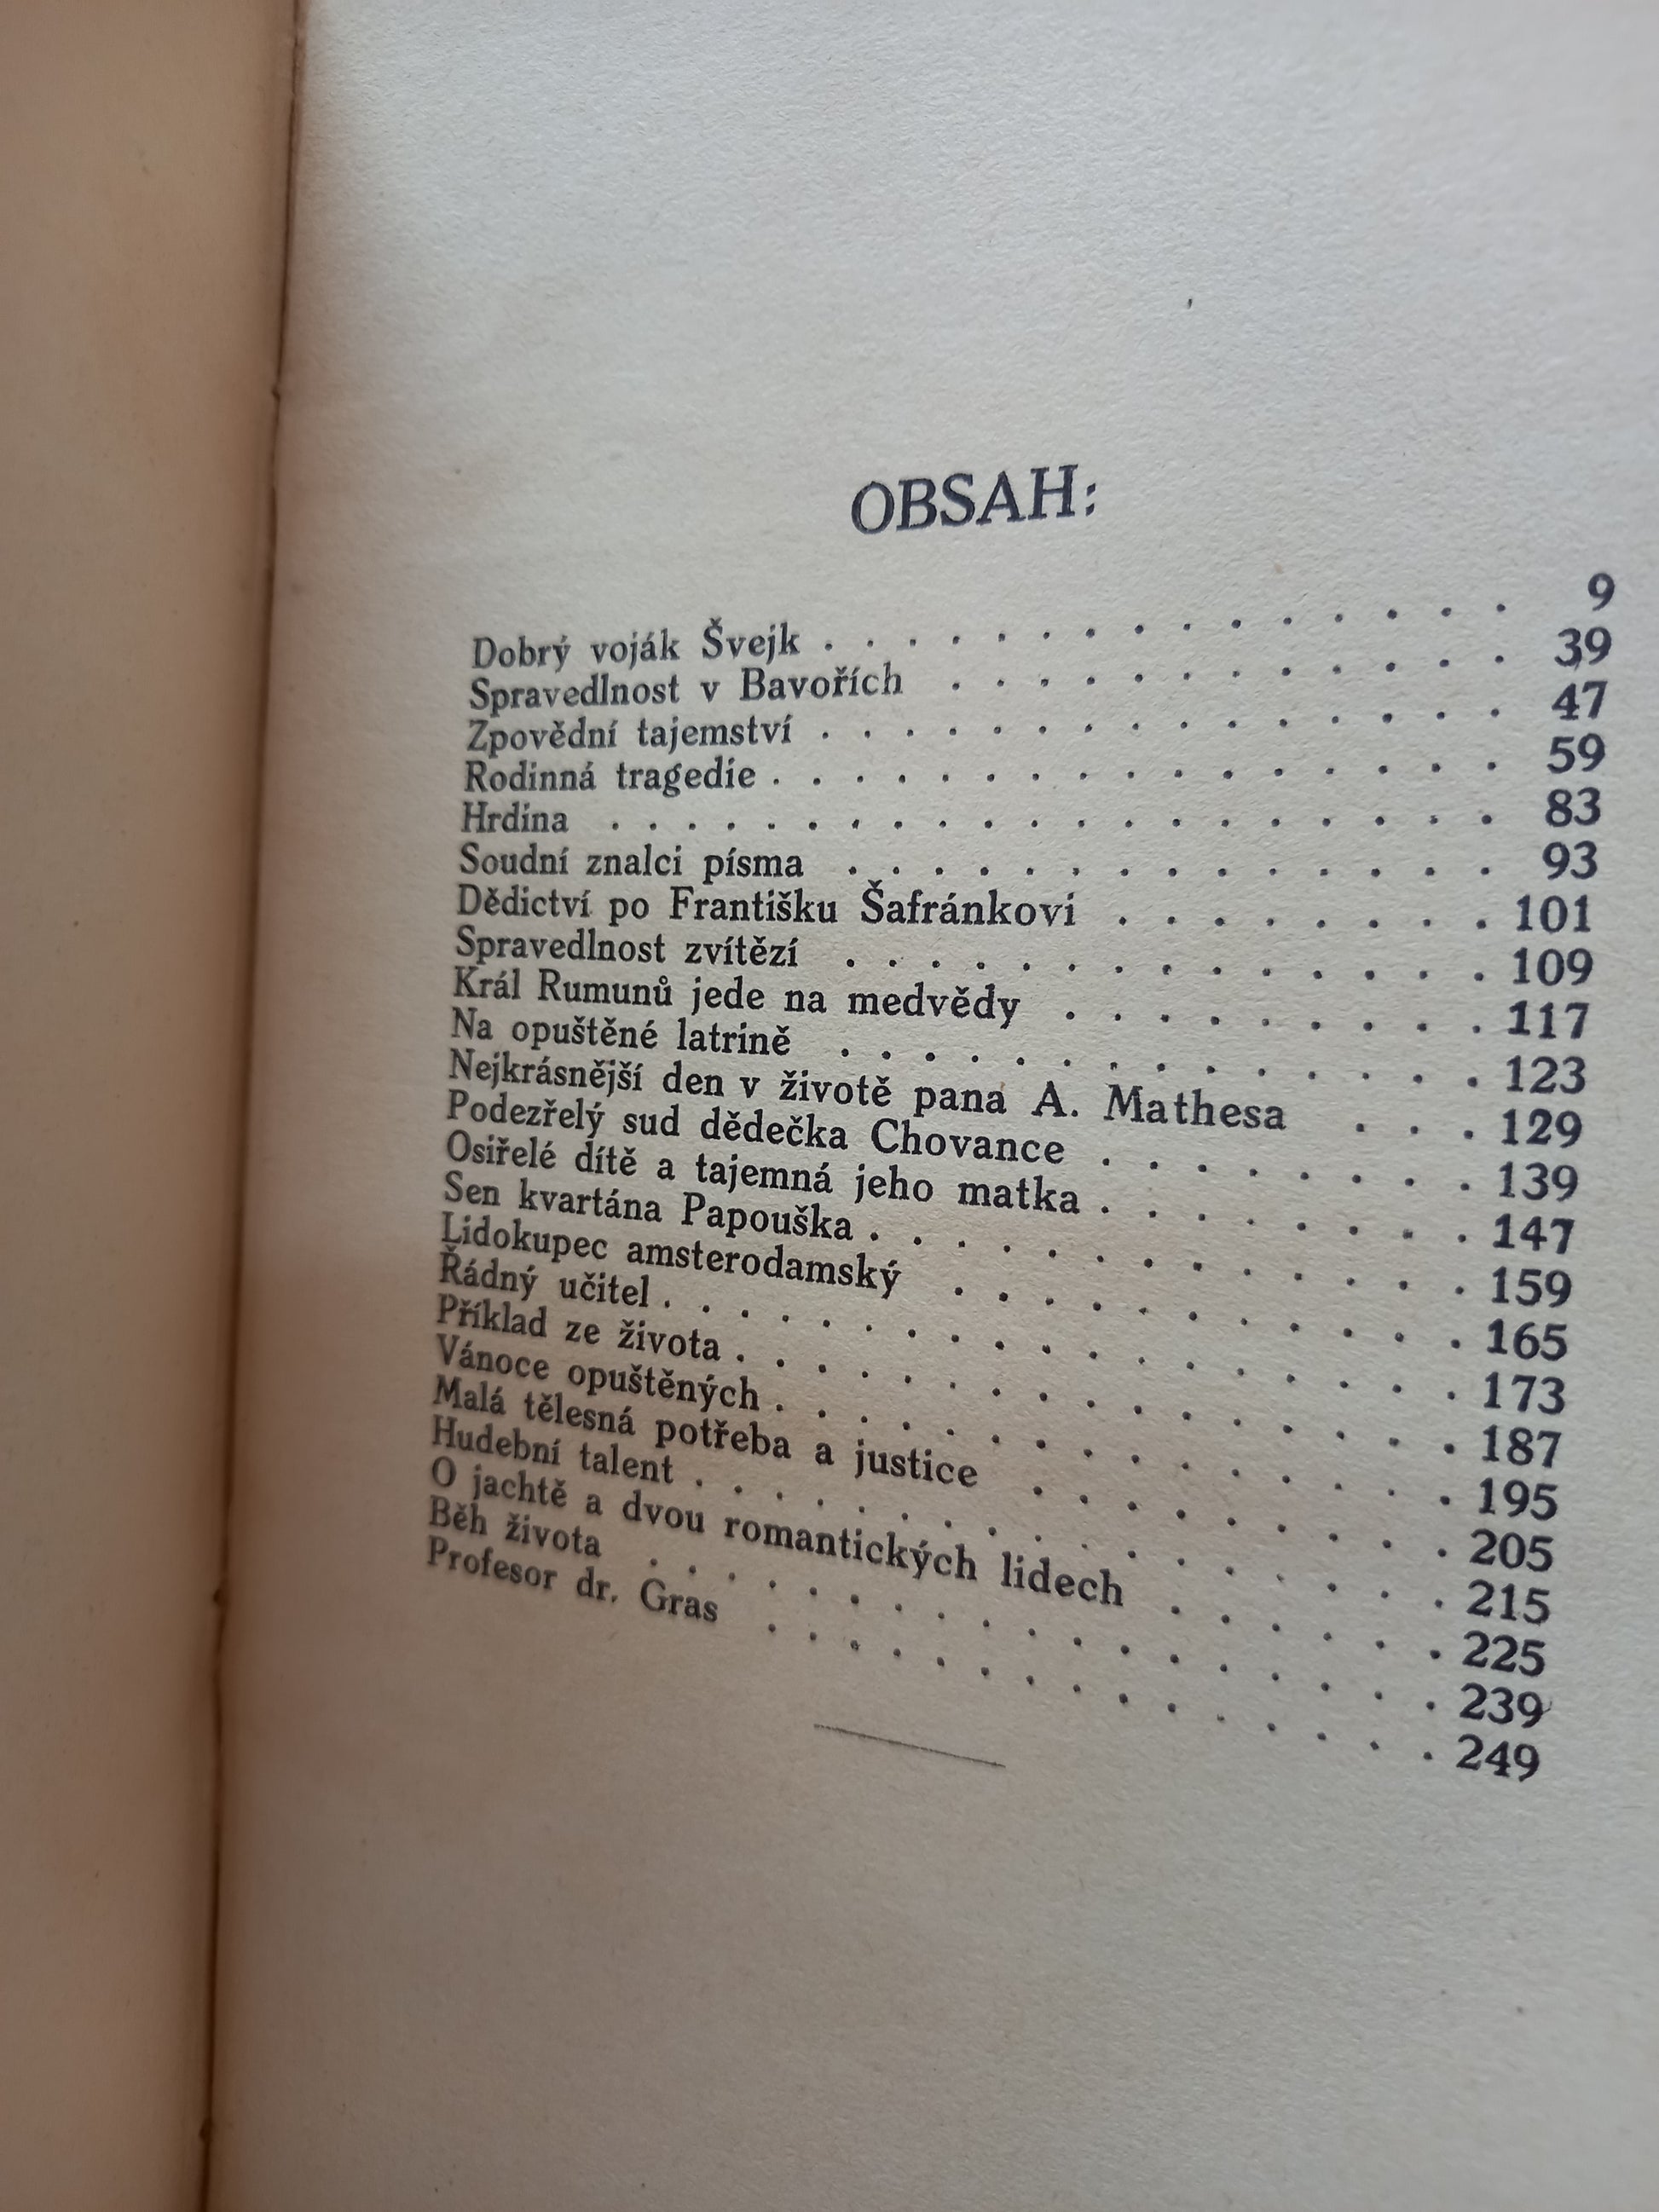 OBSAH:
Dobrý voják Švejk . . . . . . . . . . . . . . . . 9
Spravedlnost v Bavořích . . . . . . . . . . . . . 39
Zpovědní tajemství . . . . . . . . . . . . . . . 47
Rodinná tragedie . . . . . . . . . . . . . . . . 59
Hrdina . . . . . . . . . . . . . . . . . . . . 83
Soudní znalci písma . . . . . . . . . . . . . . 93
Dědictví po Františku Šafránkovi . . . . . . . . 101
Spravedlnost zvítězí . . . . . . . . . . . . . . 109
Král Rumunů jede na medvědy . . . . . . . . . 117
Na opuštěné latrině . . . . . . . . . . . . . . 123
Nejkrásnější den v životě pana A. Mathesa . . . 129
Podezřelý sud dědečka Chovance . . . . . . . . 139
Osiřelé dítě a tajemná jeho matka . . . . . . . . 147
Sen kvartána Papouška . . . . . . . . . . . . . 159
Lidokupec amsterodamský . . . . . . . . . . . 165
Řádný učitel . . . . . . . . . . . . . . . . . . 173
Příklad ze života . . . . . . . . . . . . . . . . 187
Vánoce opuštěných . . . . . . . . . . . . . . . 195
Malá tělesná potřeba a justice . . . . . . . . . . 205
Hudební talent . . . . . . . . . . . . . . . . . 215
O jachtě a dvou romantických lidech . . . . . . 225
Běh života . . . . . . . . . . . . . . . . . . . 239
Profesor dr. Gras . . . . . . . . . . . . . . . 249